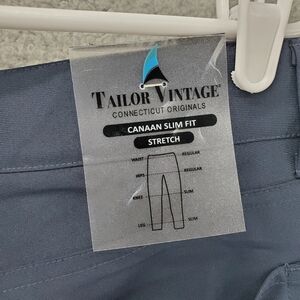 TAILOR VINTAGE®
CONNECTICUT ORIGINALS
CANAAN SLIM FIT
STRETCH
WAIST REGULAR
HIPS REGULAR
KNEE SLIM
LEG SLIM